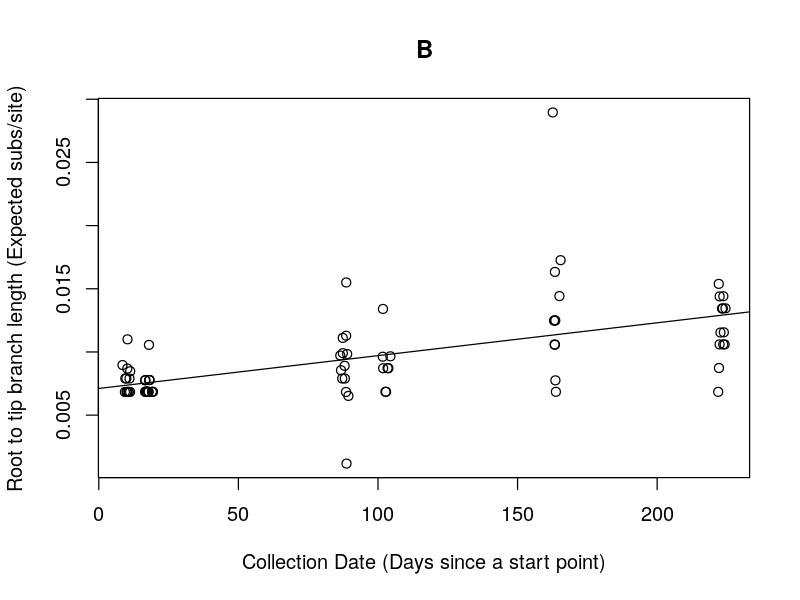 B
Root to tip branch length (Expected subs/site)
0.025
0.015
0.005
0 50 100 150 200
Collection Date (Days since a start point)